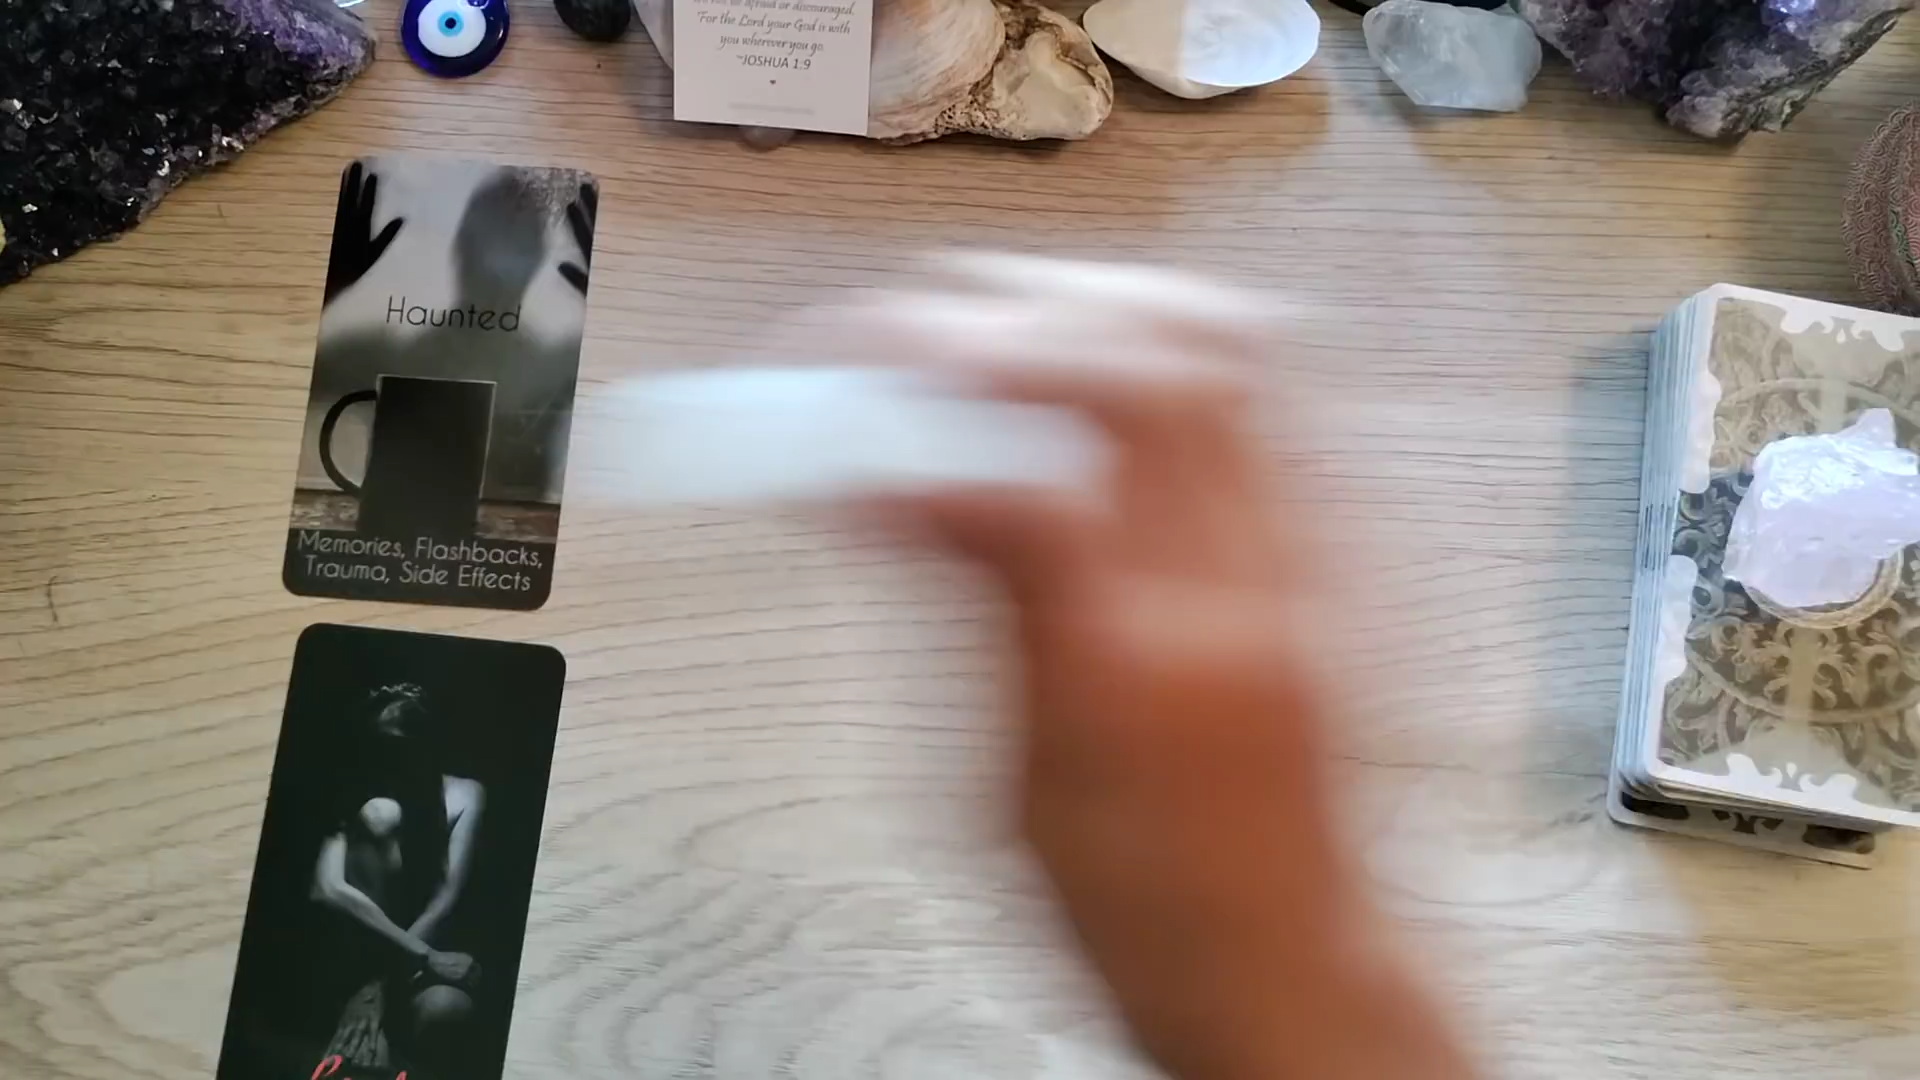 "For the Lord your God is with
you wherever you go.
~JOSHUA 1:9
Haunted
Memories, Flashbacks,
Trauma, Side Effects